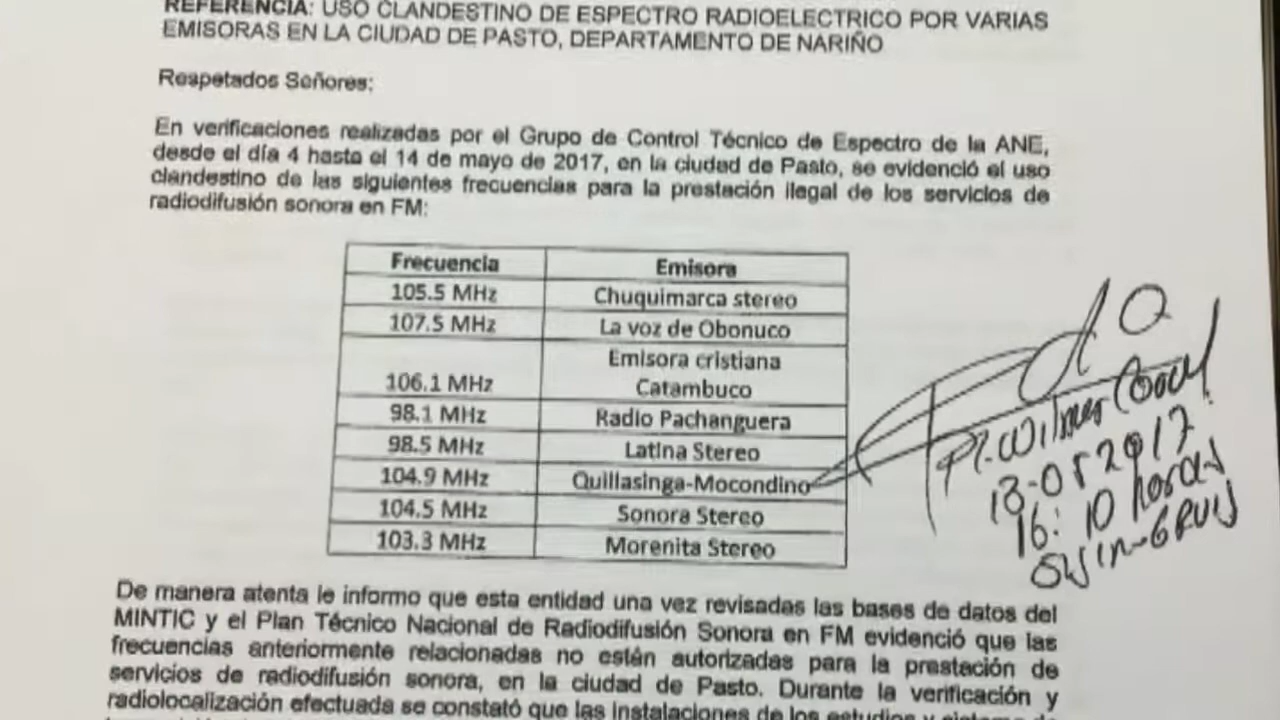 REFERENCIA: USO CLANDESTINO DE ESPECTRO RADIOELECTRICO POR VARIAS
EMISORAS EN LA CIUDAD DE PASTO, DEPARTAMENTO DE NARIÑO
Respetados Señores:
En verificaciones realizadas por el Grupo de Control Técnico de Espectro de la ANE,
desde el día 4 hasta el 14 de mayo de 2017, en la ciudad de Pasto, se evidenció el uso
clandestino de las siguientes frecuencias para la prestación ilegal de los servicios de
radiodifusión sonora en FM:
Frecuencia Emisora
105.5 MHz Chuquimarca stereo
107.5 MHz La voz de Obonuco
Emisora cristiana
106.1 MHz Catambuco
98.1 MHz Radio Pachanguera
98.5 MHz Latina Stereo
104.9 MHz Quillasinga-Mocondino
104.5 MHz Sonora Stereo
103.3 MHz Morenita Stereo
Wilmer
2017
16:10 horas
De manera atenta le informo que esta entidad una vez revisadas las bases de datos del
MINTIC y el Plan Técnico Nacional de Radiodifusión Sonora en FM evidenció que las
frecuencias anteriormente relacionadas no están autorizadas para la prestación de
servicios de radiodifusión sonora, en la ciudad de Pasto. Durante la verificación y
radiolocalización efectuada se constató que las instalaciones de los estudios y sistema de